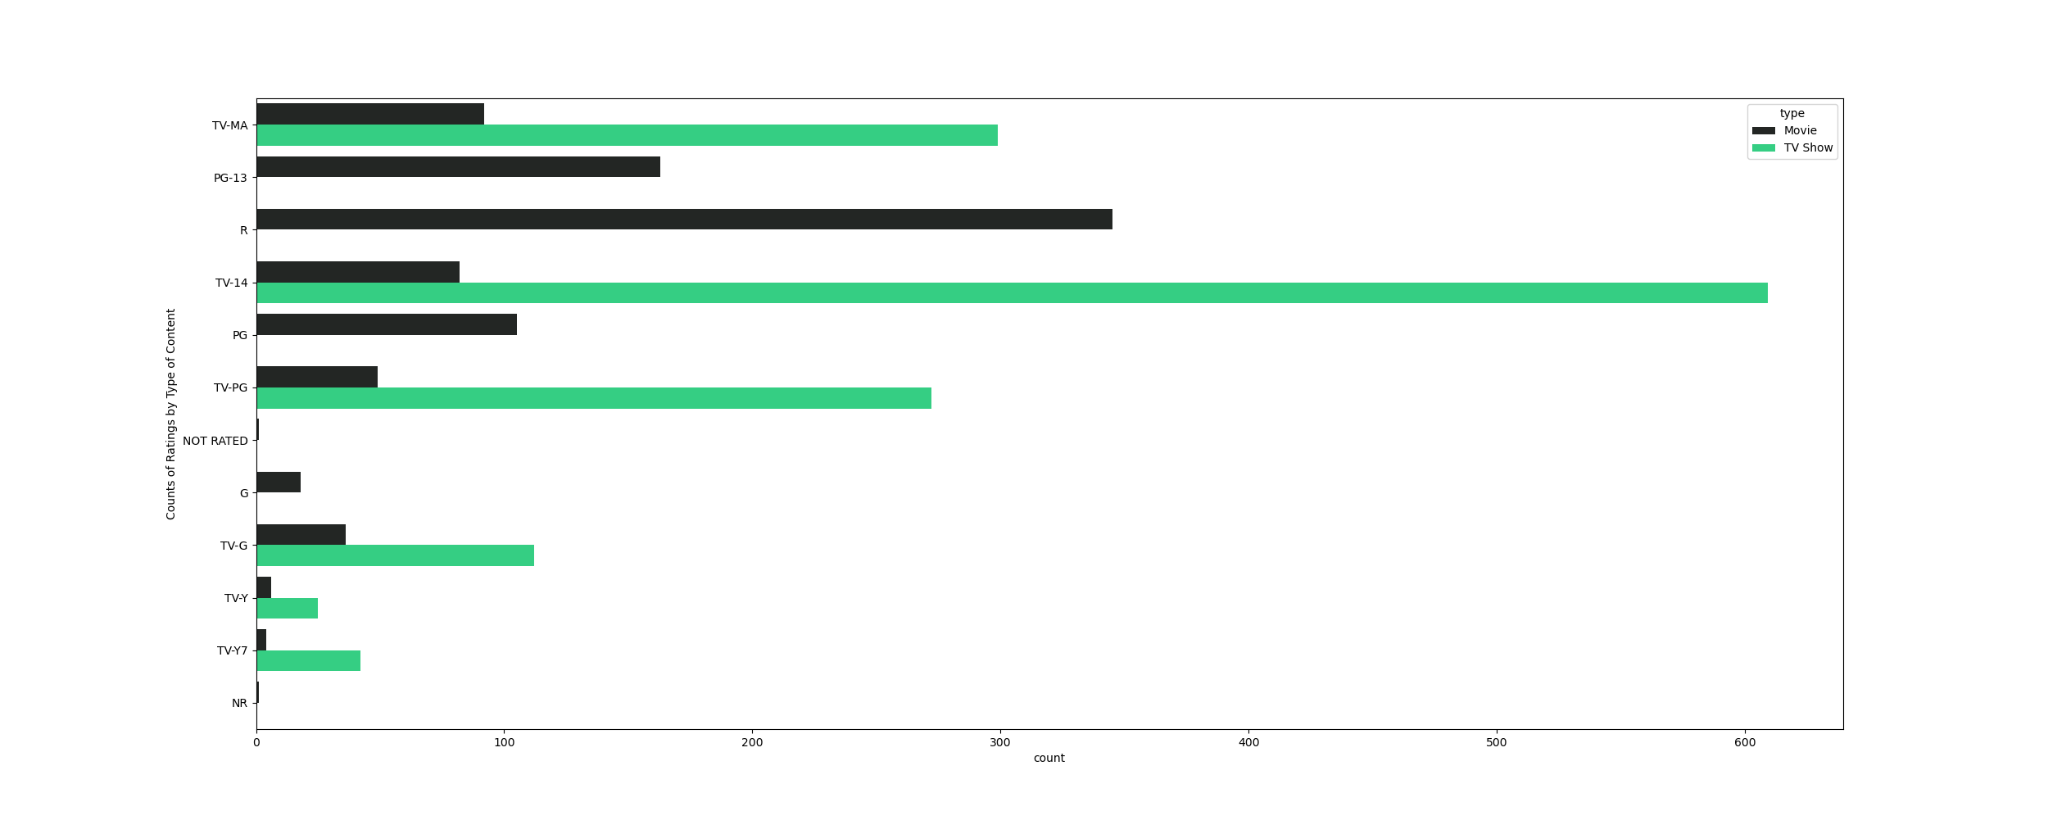 type
Movie
TV Show
TV-MA
PG-13
R
TV-14
PG
TV-PG
NOT RATED
G
TV-G
TV-Y
TV-Y7
NR
Counts of Ratings by Type of Content
0 100 200 300 400 500 600
count